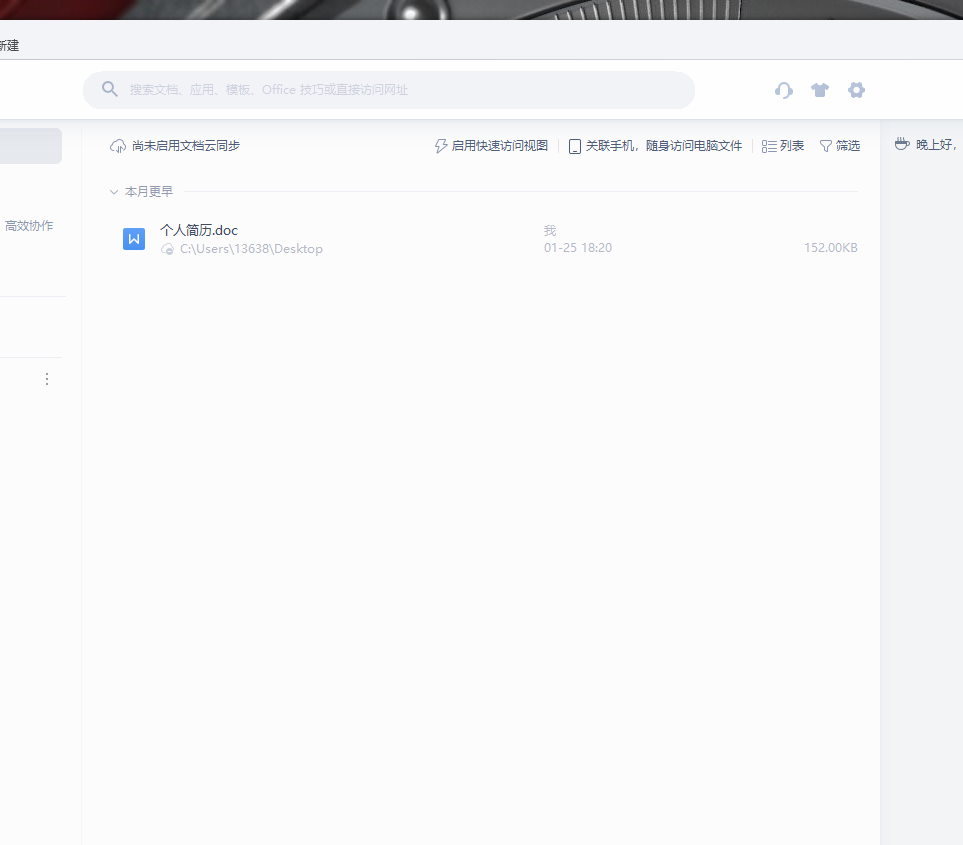 新建
搜索文档、应用、模板、Office 技巧或直接访问网址
尚未启用文档云同步 启用快速访问视图 关联手机，随身访问电脑文件 列表 筛选 晚上好，
本月更早
高效协作
个人简历.doc 我
C:\Users\13638\Desktop 01-25 18:20 152.00KB